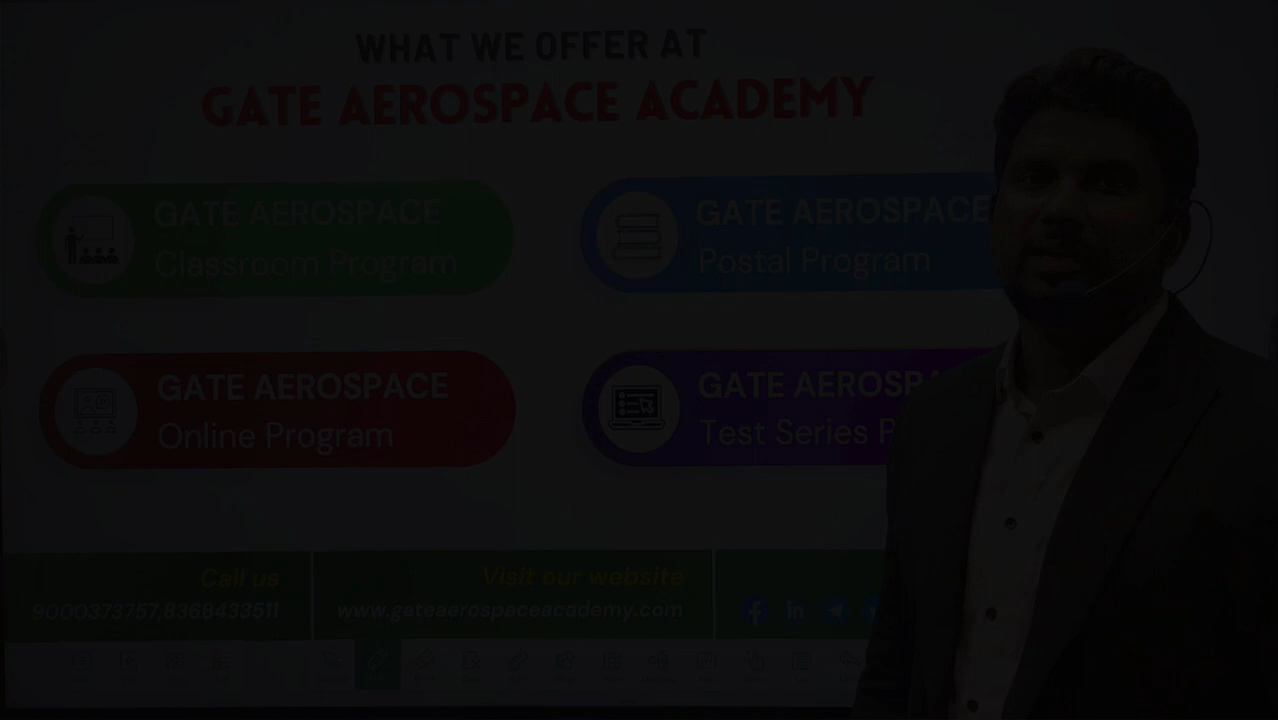 WHAT WE OFFER AT
GATE AEROSPACE ACADEMY
GATE AEROSPACE
Classroom Program
GATE AEROSPACE
Postal Program
GATE AEROSPACE
Online Program
GATE
Test Series
Call us
9000373757,8368433511
Visit our website
www.gateaerospaceacademy.com